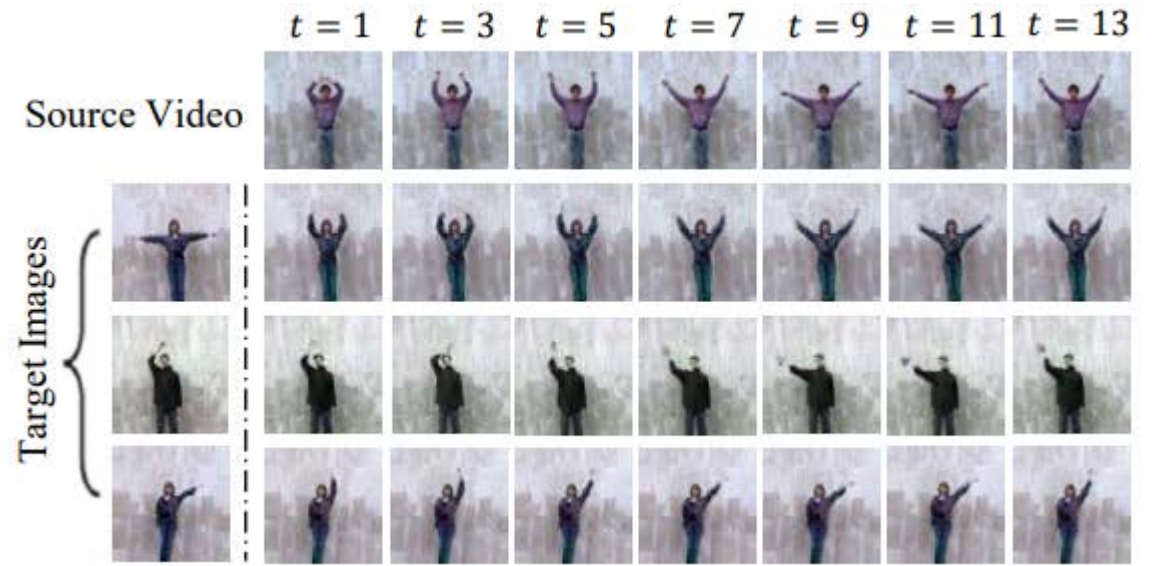 t = 1 t = 3 t = 5 t = 7 t = 9 t = 11 t = 13
Source Video
Target Images